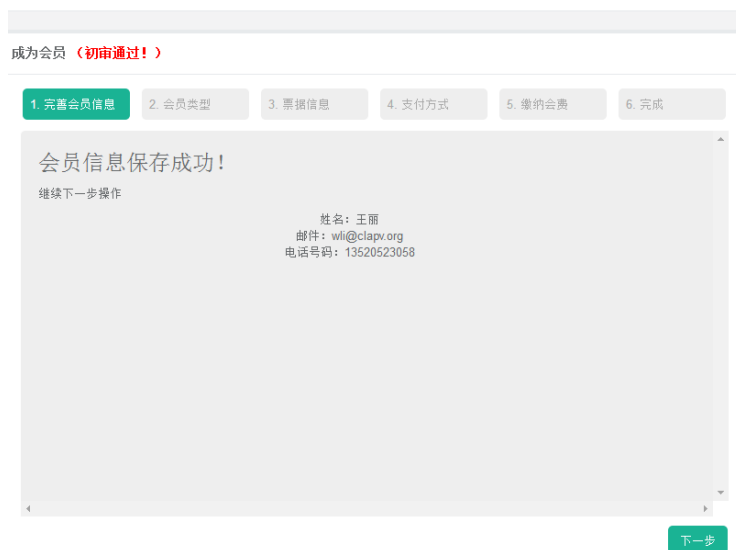 成为会员 （初审通过！）
1. 完善会员信息 2. 会员类型 3. 票据信息 4. 支付方式 5. 缴纳会费 6. 完成
会员信息保存成功！
继续下一步操作
姓名：王丽
邮件：wli@clapv.org
电话号码：13520523058
下一步